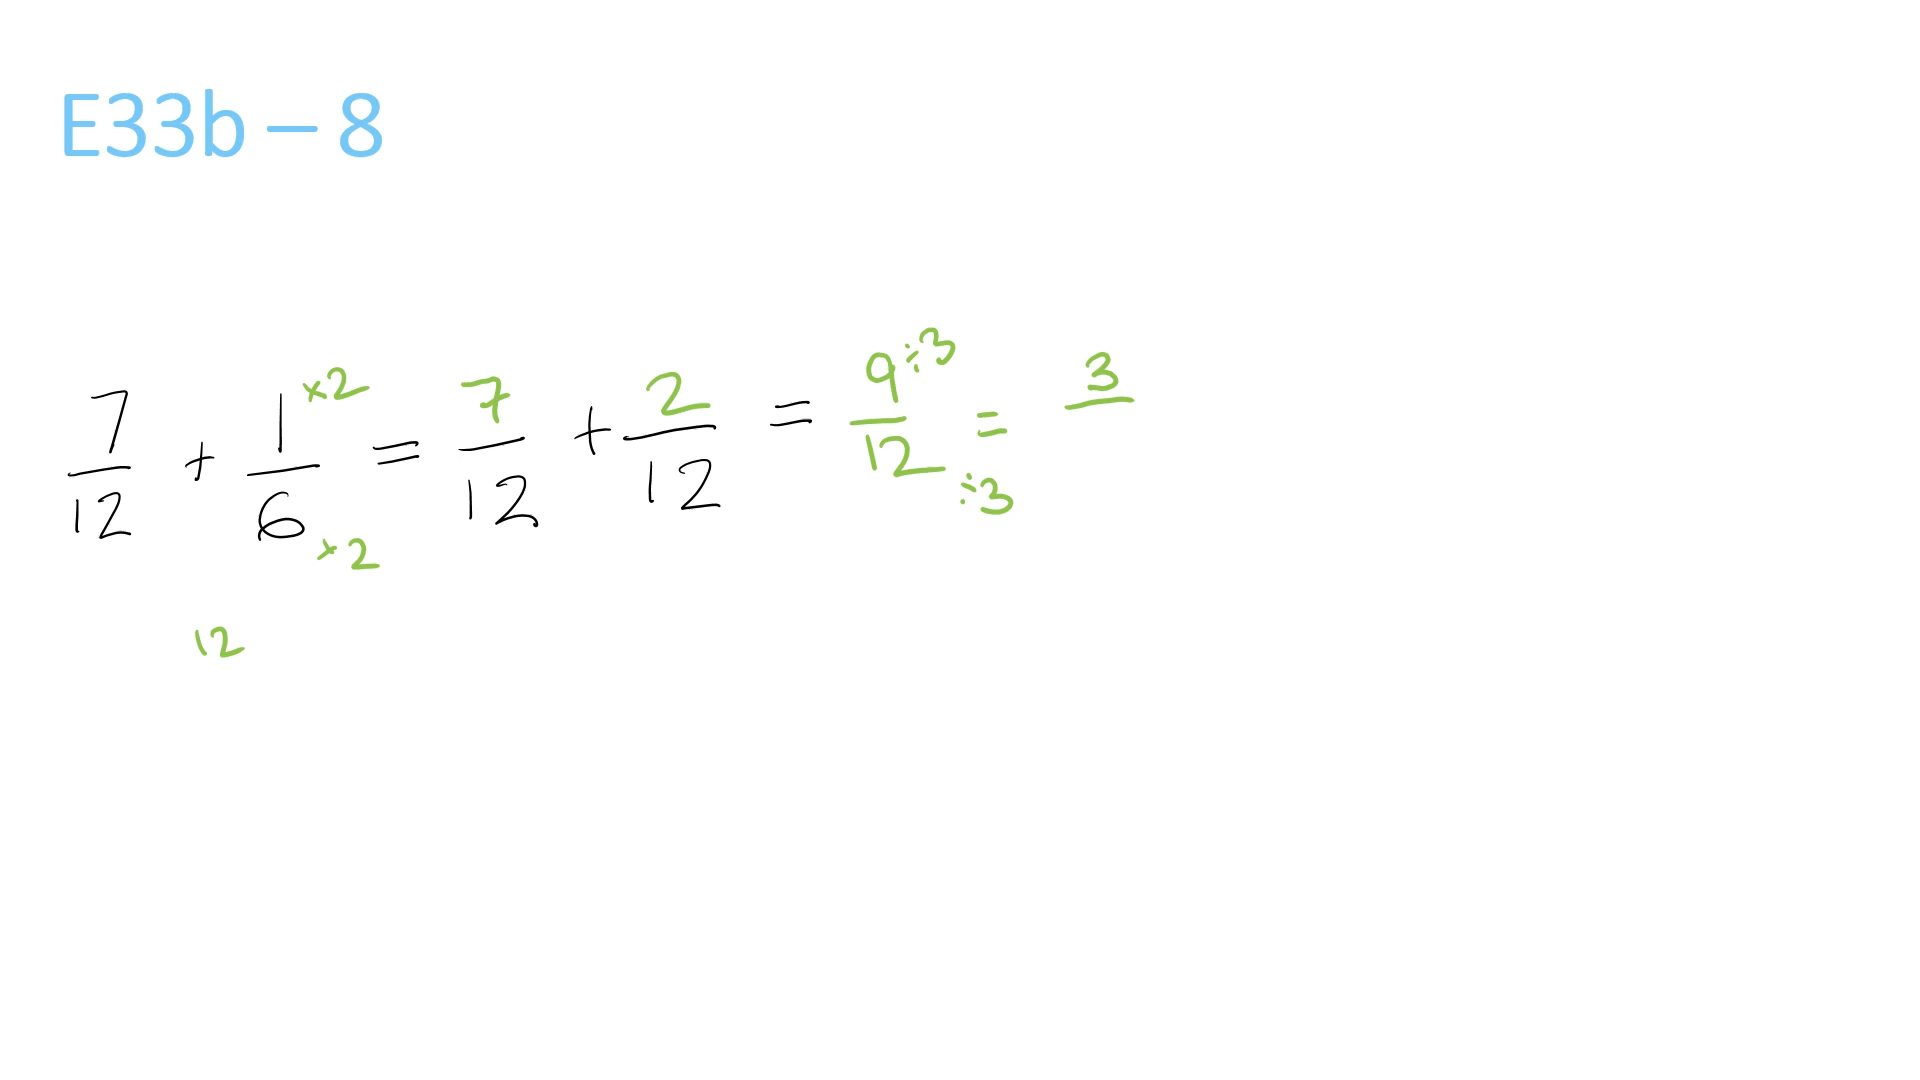 E33b – 8
7/12 + 1×2/6×2 = 7/12 + 2/12 = 9÷3/12÷3 = 3/
12